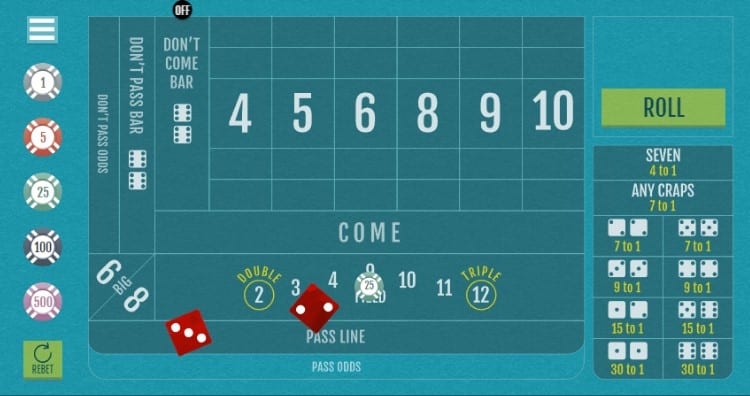 OFF
1
5
25
100
500
REBET
DON'T PASS ODDS
DON'T PASS BAR
DON'T
COME
BAR
4 5 6 8 9 10
COME
6
BIG
8
DOUBLE
2
3
4
25
10
11
TRIPLE
12
PASS LINE
PASS ODDS
ROLL
SEVEN
4 to 1
ANY CRAPS
7 to 1
7 to 1 7 to 1
9 to 1 9 to 1
15 to 1 15 to 1
30 to 1 30 to 1